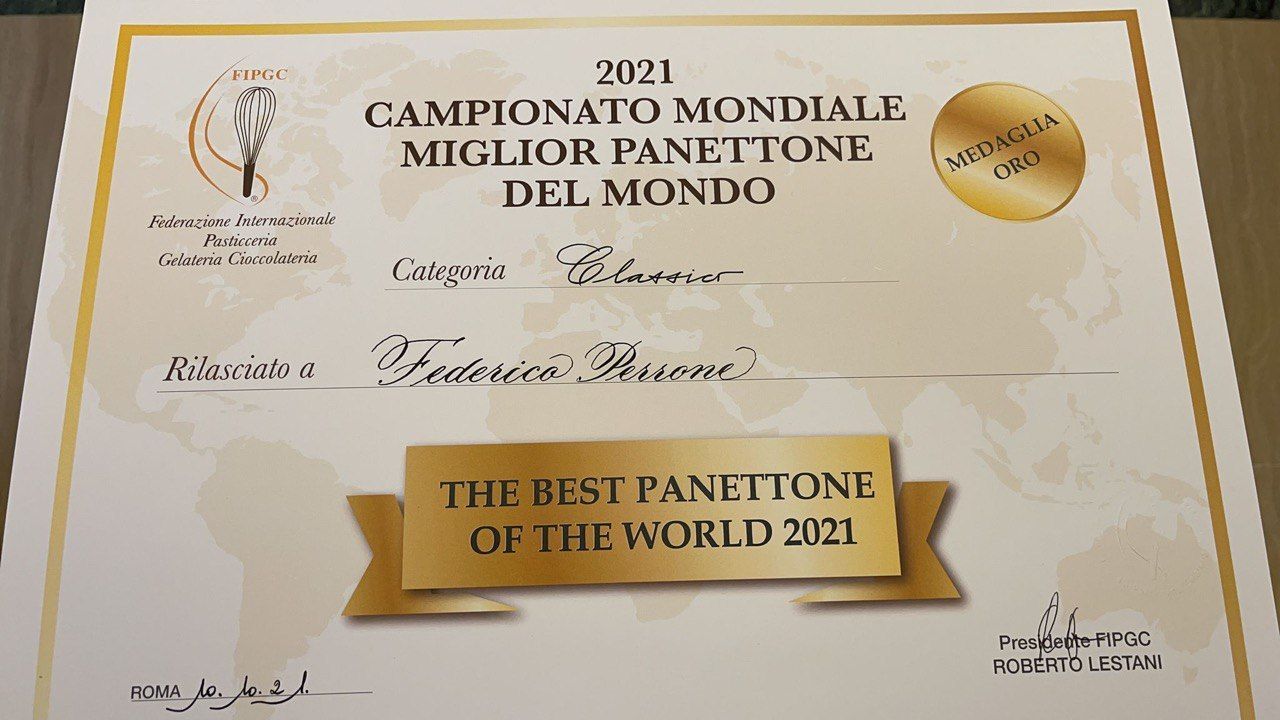 FIPGC
®
Federazione Internazionale
Pasticceria
Gelateria Cioccolateria
2021
CAMPIONATO MONDIALE
MIGLIOR PANETTONE
DEL MONDO
MEDAGLIA
ORO
Categoria Classico
Rilasciato a Federico Perrone
THE BEST PANETTONE
OF THE WORLD 2021
ROMA 10.10.21.
Presidente FIPGC
ROBERTO LESTANI